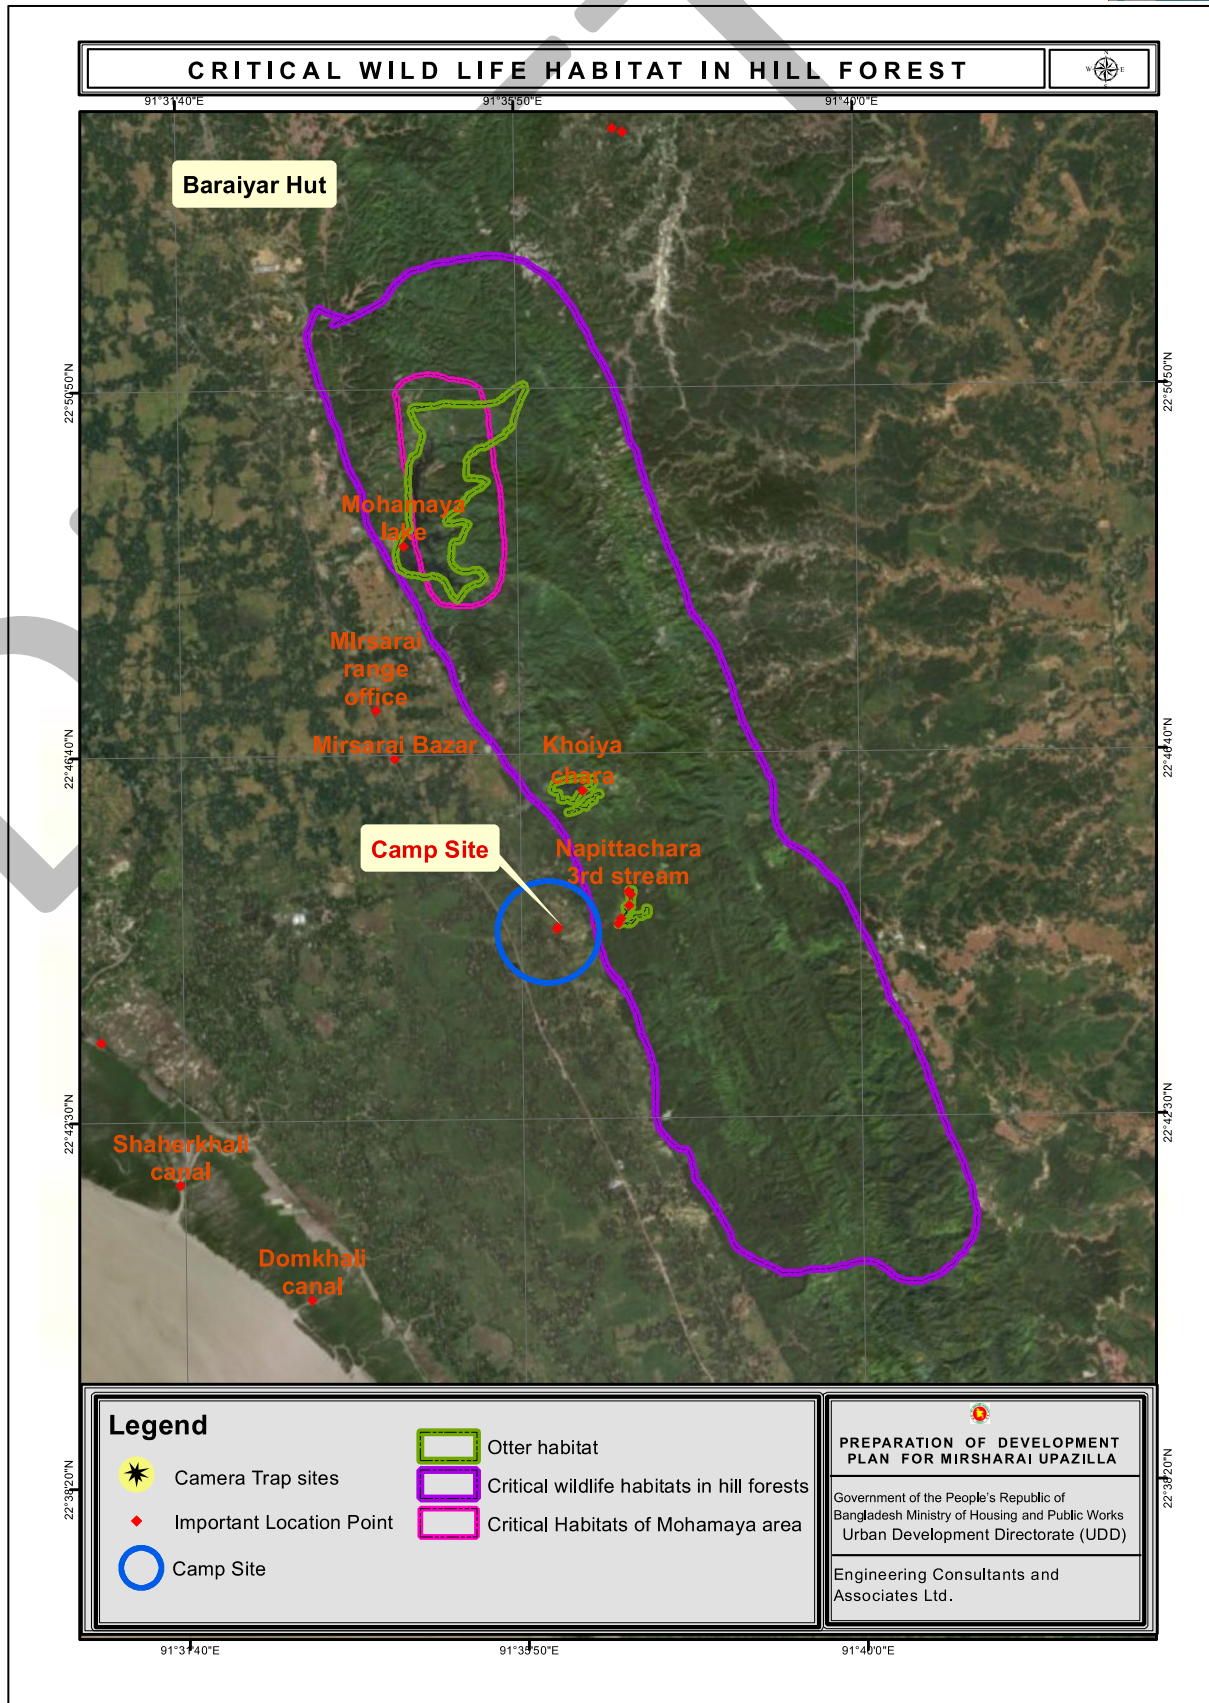 CRITICAL WILD LIFE HABITAT IN HILL FOREST
N
W
E
S
91°31'40"E
91°35'50"E
91°40'0"E
Baraiyar Hut
22°50'50"N
22°50'50"N
Mohamaya
lake
MIrsarai
range
office
Mirsarai Bazar
Khoiya
chara
22°46'40"N
22°46'40"N
Camp Site
Napittachara
3rd stream
22°42'30"N
22°42'30"N
Shaherkhali
canal
Domkhali
canal
22°38'20"N
22°38'20"N
Legend
Camera Trap sites
Important Location Point
Camp Site
Otter habitat
Critical wildlife habitats in hill forests
Critical Habitats of Mohamaya area
PREPARATION OF DEVELOPMENT
PLAN FOR MIRSHARAI UPAZILLA
Government of the People's Republic of
Bangladesh Ministry of Housing and Public Works
Urban Development Directorate (UDD)
Engineering Consultants and
Associates Ltd.
91°31'40"E
91°35'50"E
91°40'0"E